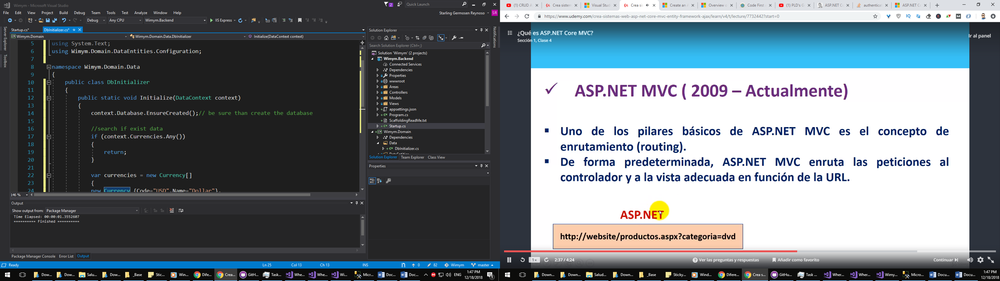 Wimym - Microsoft Visual Studio
2
Quick Launch
File Edit View Project Build Debug Team Tools Test Analyze Window Help
Starling Germosen Reynoso SR
Debug Any CPU Wimym.Backend IIS Express
Server Explorer
Toolbox
Startup.cs* DbInitializer.cs*
Wimym.Domain Wimym.Domain.Data.DbInitializer Initialize(DataContext context)
5 using System.Text;
6 using Wimym.Domain.DataEntities.Configuration;
7
8 namespace Wimym.Domain.Data
9 {
10 public class DbInitializer
11 {
12 public static void Initialize(DataContext context)
13 {
14 context.Database.EnsureCreated();// be sure than create the database
15
16 //search if exist data
17 if (context.Currencies.Any())
18 {
19 return;
20 }
21
22 var currencies = new Currency[]
23 {
24 new Currency {Code="USD",Name="Dollar"},
146 %
Output
Show output from: Package Manager
Time Elapsed: 00:00:01.3552607
========== Finished ==========
Package Manager Console Error List Output
Solution Explorer
Search Solution Explorer (Ctrl+;)
Solution 'Wimym' (2 projects)
Wimym.Backend
Connected Services
Dependencies
Properties
wwwroot
Areas
Controllers
Models
Views
appsettings.json
Program.cs
ScaffoldingReadMe.txt
Startup.cs
Wimym.Domain
Dependencies
Data
DbInitializer.cs
DataEntities
Solution Explorer Team Explorer Class View
Properties
Notifications
Ready Ln 25 Col 13 Ch 13 INS 0 82 Wimym master
Dow... Dow... Salu... Dow... _Base Stic... Win... Dife... Crea... GitH... Task... Whe... Whe... Wi... Micr... Doc... Doc... ENG 1:47 PM 12/18/2018 1
(1) CRUD A Crea sistem Visual Studi Crea si Create an A Overview o Code First (1) PLD's G ASP.NET Co authentica ASP.NET Co
https://www.udemy.com/crea-sistemas-web-asp-net-core-mvc-entity-framework-ajax/learn/v4/t/lecture/7732442?start=0
¿Qué es ASP.NET Core MVC?
Sección 1, Clase 4
Ir al panel
ASP.NET MVC ( 2009 – Actualmente)
Uno de los pilares básicos de ASP.NET MVC es el concepto de
enrutamiento (routing).
De forma predeterminada, ASP.NET MVC enruta las peticiones al
controlador y a la vista adecuada en función de la URL.
ASP.NET
http://website/productos.aspx?categoria=dvd
1x 2:37 / 4:24 Ver las preguntas y respuestas Añadir como favorito Continuar
Down... Down... Salud... Down... _Base Sticky... Wind... Difere... Crea s... GitHu... Task ... Wher... Wher... Wimy... Micro... Docu... Docu... 1:47 PM 12/18/2018